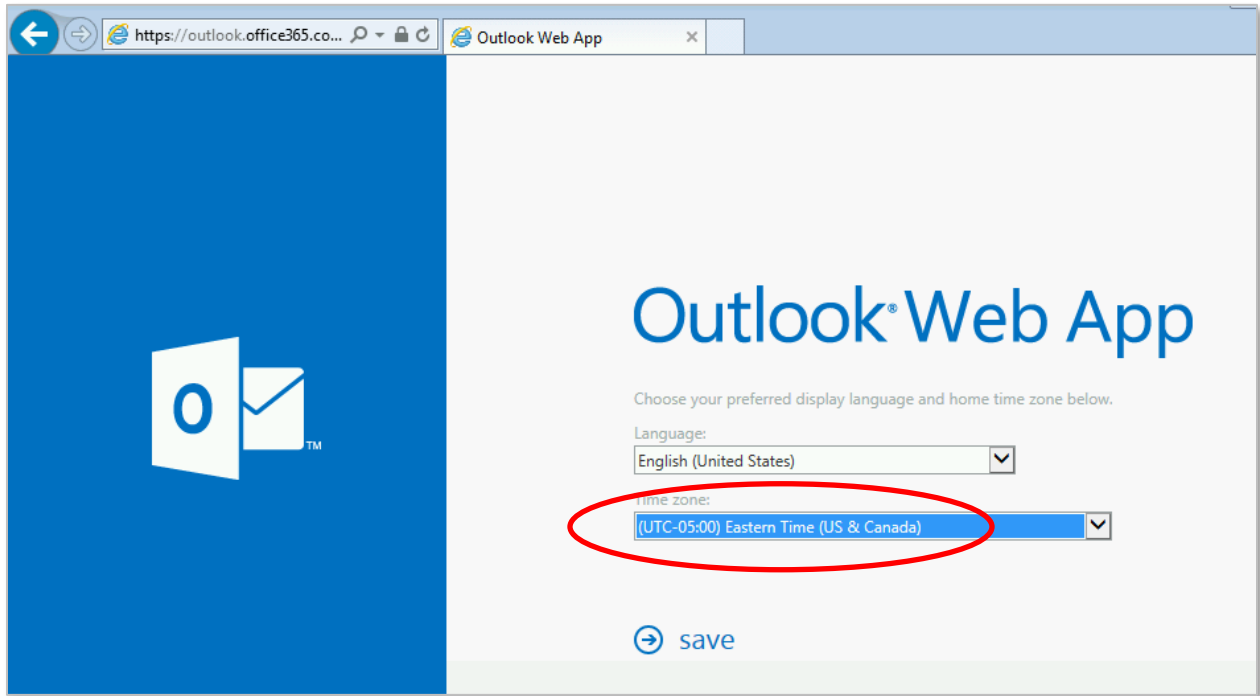 https://outlook.office365.co...
Outlook Web App
Outlook® Web App
Choose your preferred display language and home time zone below.
Language:
English (United States)
Time zone:
(UTC-05:00) Eastern Time (US & Canada)
O
TM
save